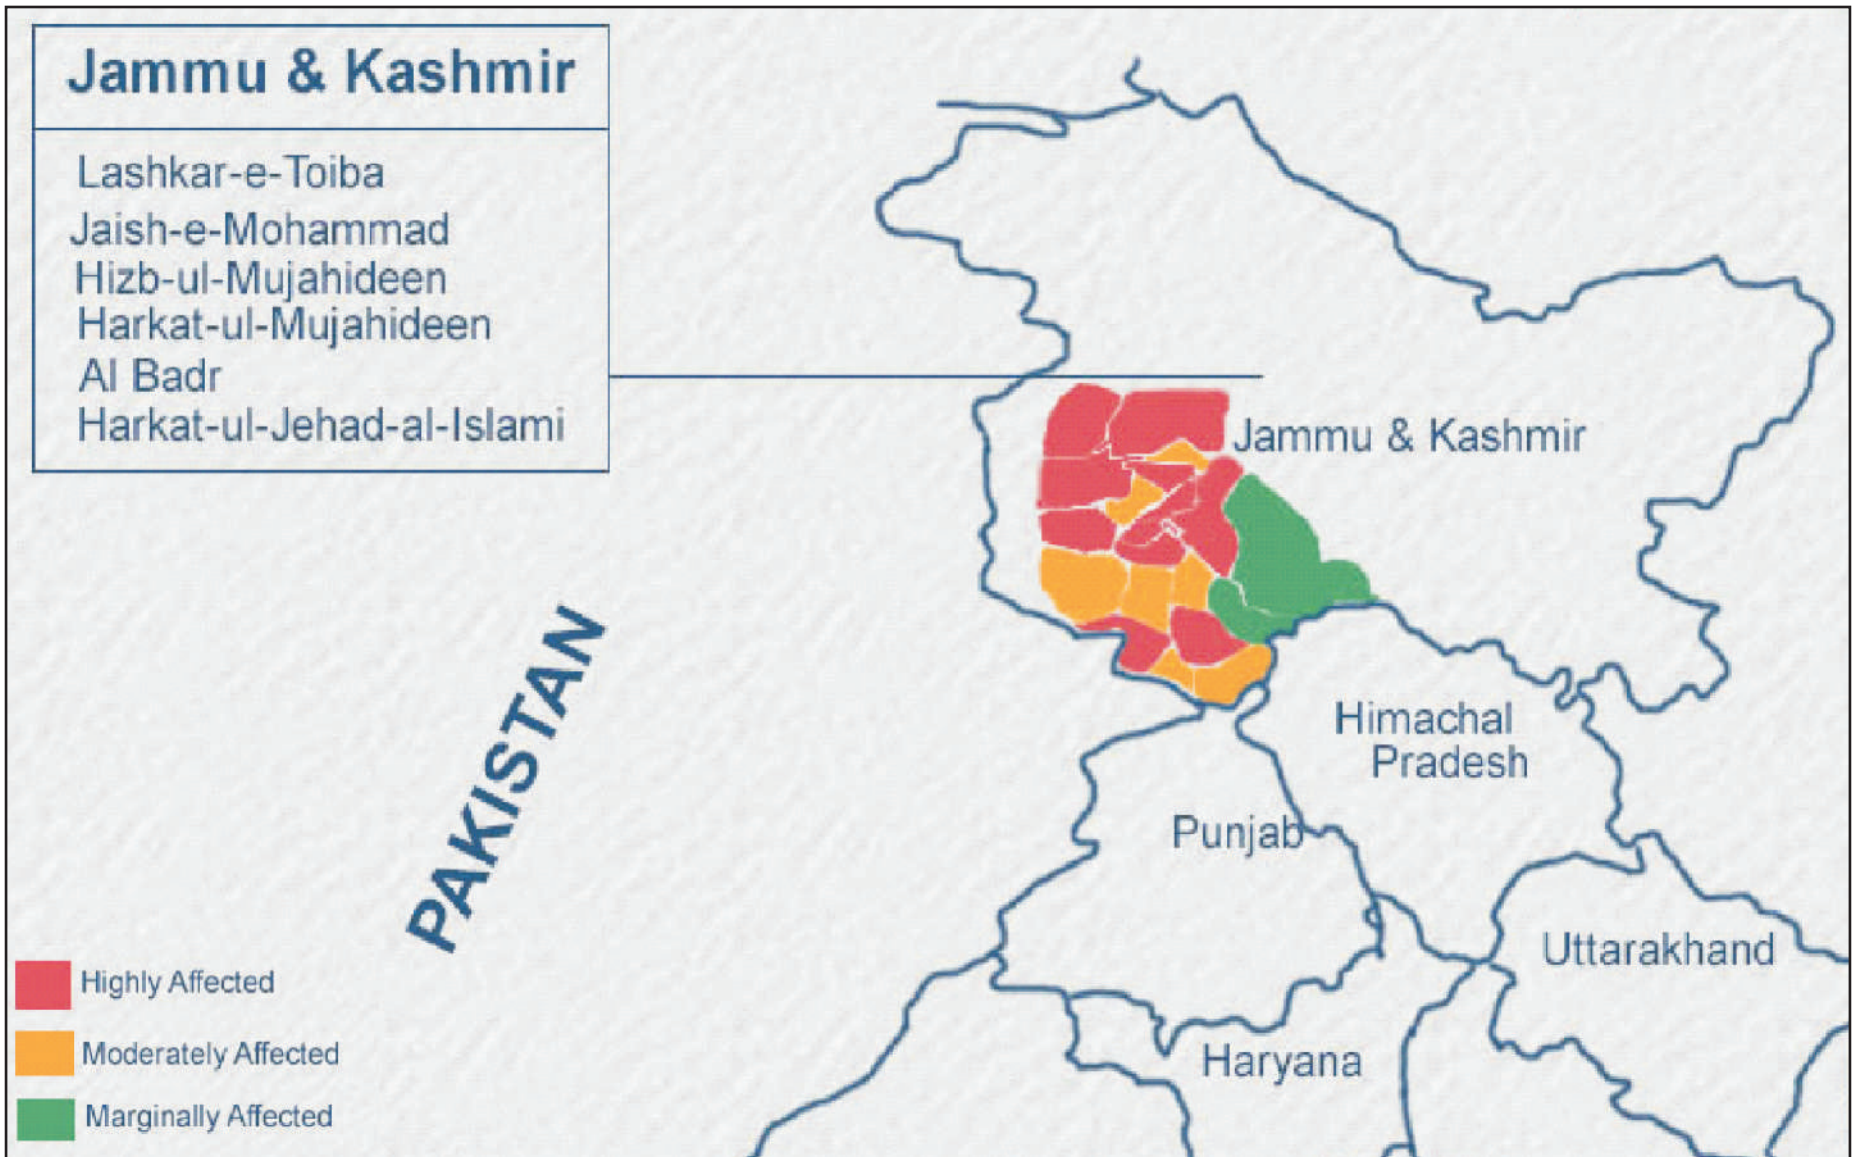 Jammu & Kashmir
Lashkar-e-Toiba
Jaish-e-Mohammad
Hizb-ul-Mujahideen
Harkat-ul-Mujahideen
Al Badr
Harkat-ul-Jehad-al-Islami
Jammu & Kashmir
PAKISTAN
Himachal
Pradesh
Punjab
Uttarakhand
Haryana
Highly Affected
Moderately Affected
Marginally Affected